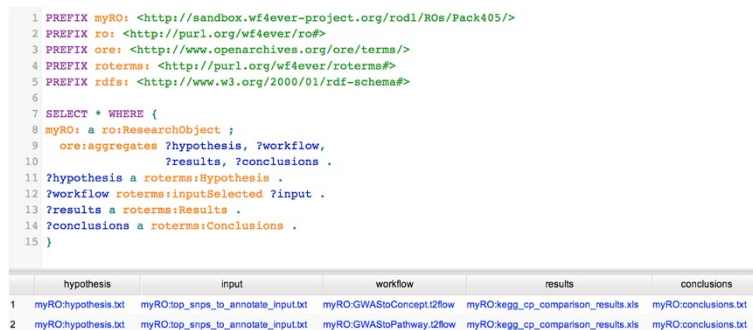 1 PREFIX myRO: <http://sandbox.wf4ever-project.org/rodl/ROs/Pack405/>
2 PREFIX ro: <http://purl.org/wf4ever/ro#>
3 PREFIX ore: <http://www.openarchives.org/ore/terms/>
4 PREFIX roterms: <http://purl.org/wf4ever/roterms#>
5 PREFIX rdfs: <http://www.w3.org/2000/01/rdf-schema#>
6
7 SELECT * WHERE {
8 myRO: a ro:ResearchObject ;
9 ore:aggregates ?hypothesis, ?workflow,
10 ?results, ?conclusions .
11 ?hypothesis a roterms:Hypothesis .
12 ?workflow roterms:inputSelected ?input .
13 ?results a roterms:Results .
14 ?conclusions a roterms:Conclusions .
15 }
hypothesis input workflow results conclusions
1 myRO:hypothesis.txt myRO:top_snps_to_annotate_input.txt myRO:GWAStoConcept.t2flow myRO:kegg_cp_comparison_results.xls myRO:conclusions.txt
2 myRO:hypothesis.txt myRO:top_snps_to_annotate_input.txt myRO:GWAStoPathway.t2flow myRO:kegg_cp_comparison_results.xls myRO:conclusions.txt